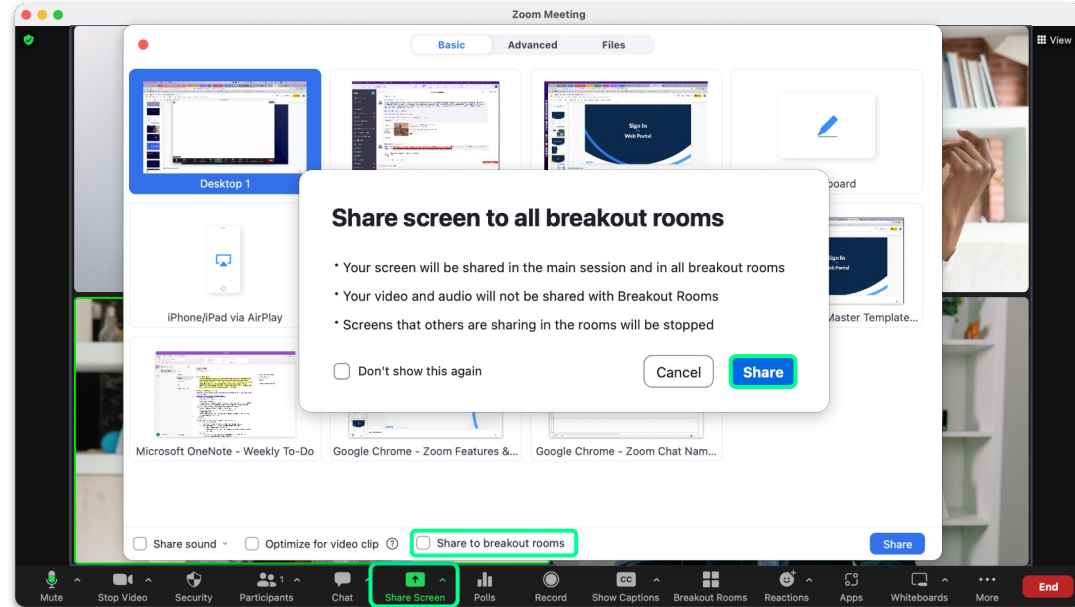 Zoom Meeting
View
Basic
Advanced
Files
Sign In
Web Portal
Desktop 1
Share screen to all breakout rooms
• Your screen will be shared in the main session and in all breakout rooms
• Your video and audio will not be shared with Breakout Rooms
• Screens that others are sharing in the rooms will be stopped
Don't show this again
Cancel
Share
Sign In
iPhone/iPad via AirPlay
Master Template...
Microsoft OneNote - Weekly To-Do
Google Chrome - Zoom Features &...
Google Chrome - Zoom Chat Nam...
Share sound
Optimize for video clip
Share to breakout rooms
Share
Mute
Stop Video
Security
1
Participants
Chat
Share Screen
Polls
Record
CC
Show Captions
Breakout Rooms
Reactions
Apps
Whiteboards
More
End